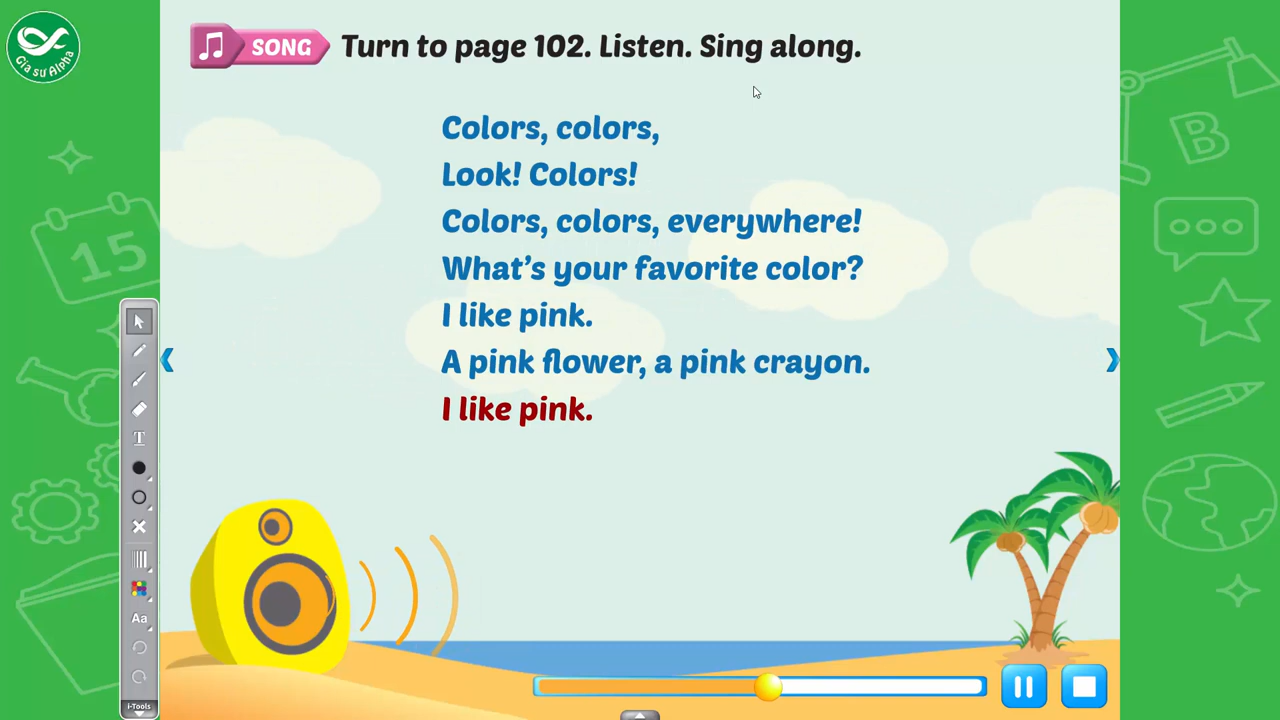 Gia sư Alpha
SONG
Turn to page 102. Listen. Sing along.
Colors, colors,
Look! Colors!
Colors, colors, everywhere!
What's your favorite color?
I like pink.
A pink flower, a pink crayon.
I like pink.
15
B
T
Aa
i-Tools